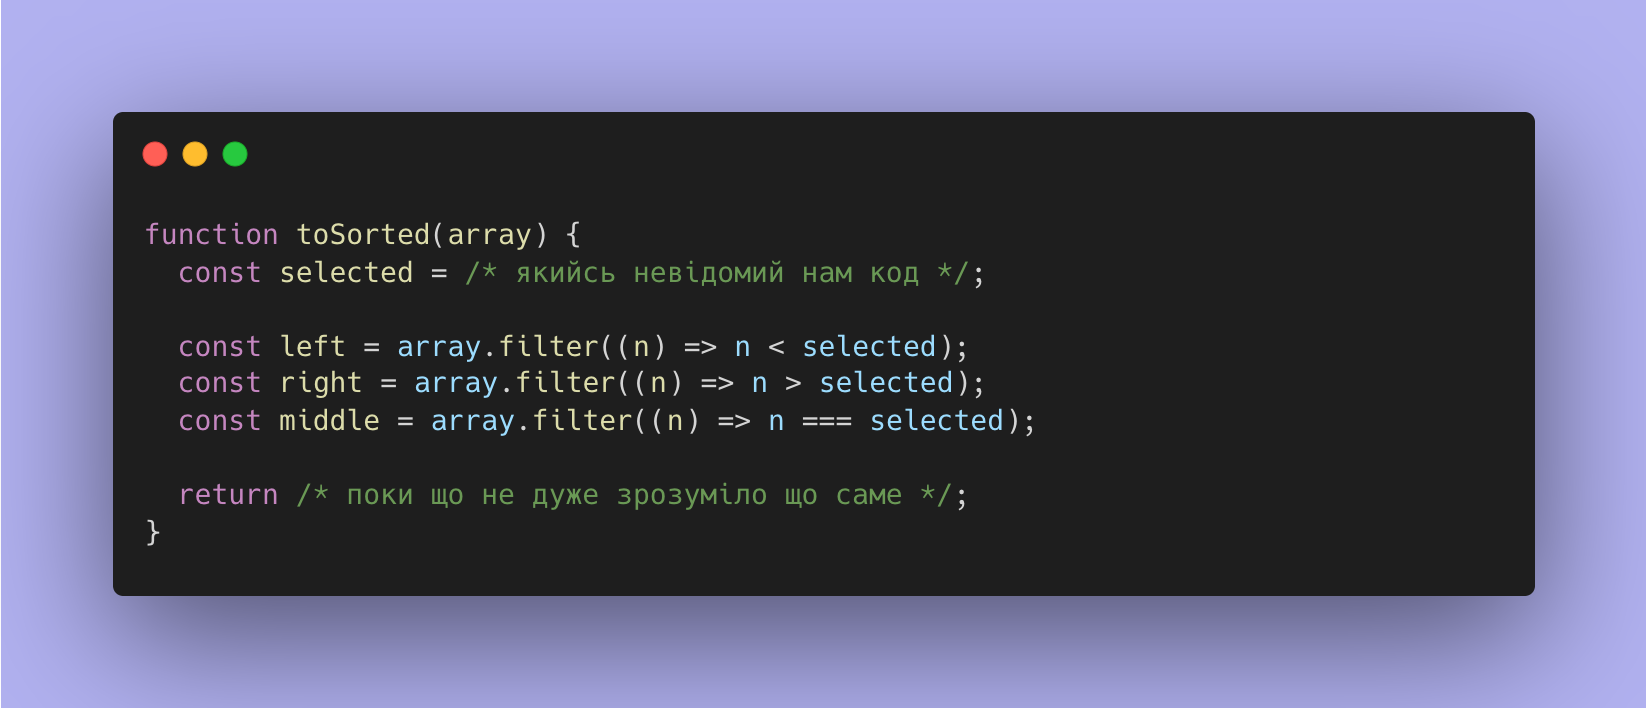 function toSorted(array) {
  const selected = /* якийсь невідомий нам код */;
  const left = array.filter((n) => n < selected);
  const right = array.filter((n) => n > selected);
  const middle = array.filter((n) => n === selected);
  return /* поки що не дуже зрозуміло що саме */;
}